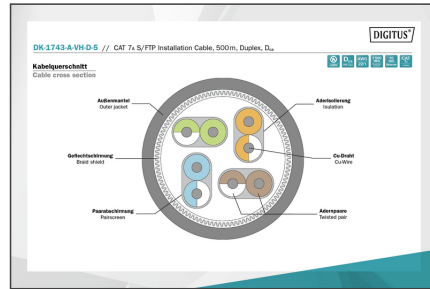 DIGITUS®
DK-1743-A-VH-D-5 // CAT 7A S/FTP Installation Cable, 500m, Duplex, Dca
Kabelquerschnitt
Cable cross section
Außenmantel
Outer jacket
Aderisolierung
Insulation
Geflechtschirmung
Braid shield
Cu-Draht
Cu-Wire
Paarabschirmung
Pairscreen
Aderpaare
Twisted pair